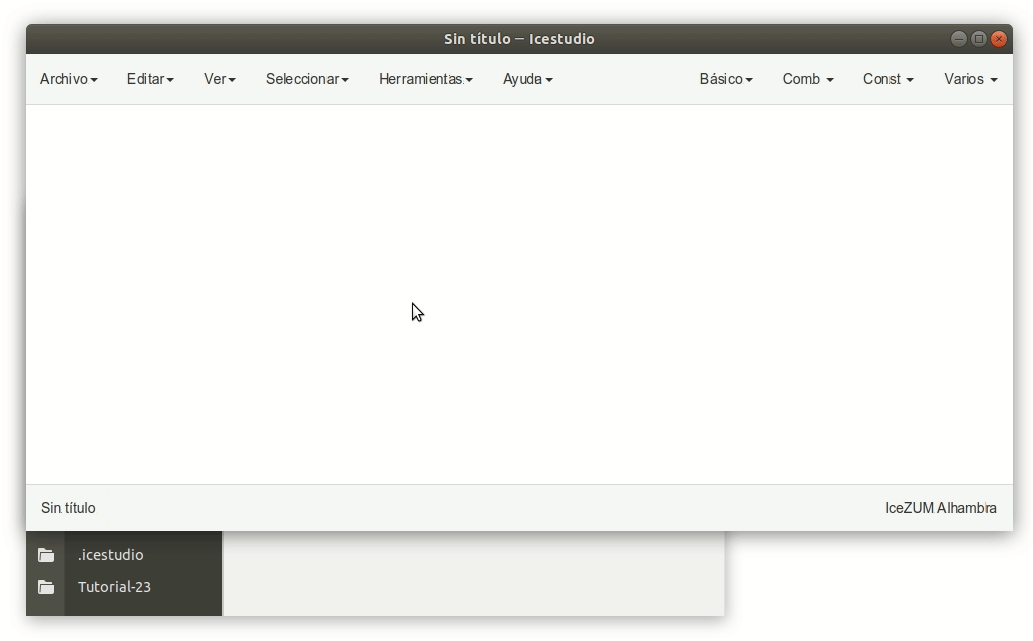 Sin título — Icestudio
Archivo Editar Ver Seleccionar Herramientas Ayuda Básico Comb Const Varios
Sin título IceZUM Alhambra
.icestudio
Tutorial-23